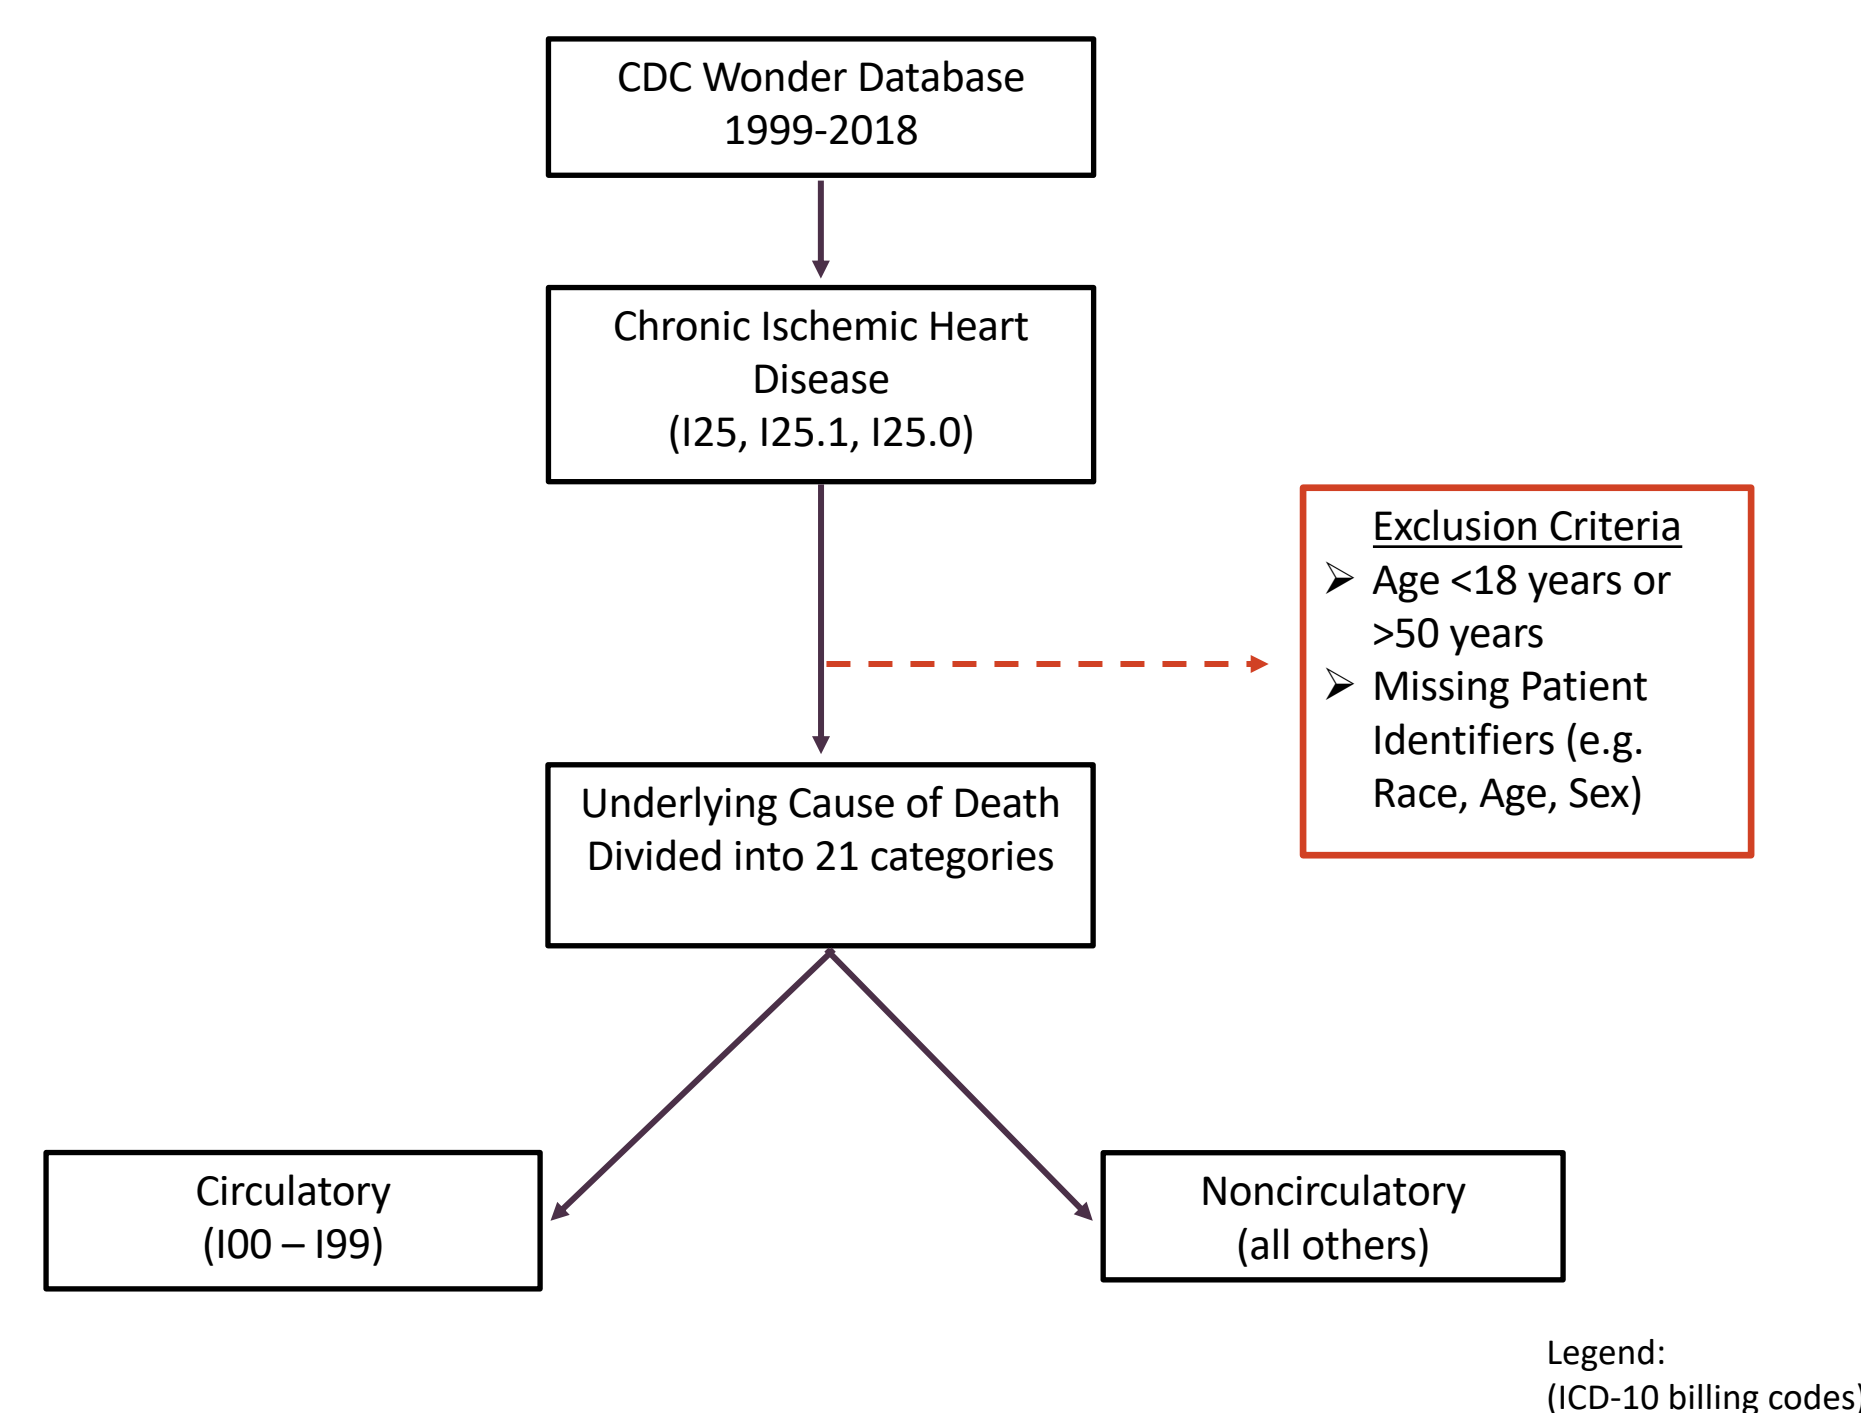 CDC Wonder Database
1999-2018
Chronic Ischemic Heart
Disease
(I25, I25.1, I25.0)
Exclusion Criteria
➢ Age <18 years or
>50 years
➢ Missing Patient
Identifiers (e.g.
Race, Age, Sex)
Underlying Cause of Death
Divided into 21 categories
Circulatory
(I00 – I99)
Noncirculatory
(all others)
Legend:
(ICD-10 billing codes)